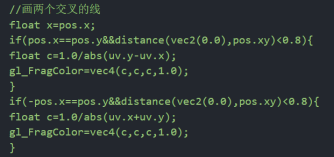 //画两个交叉的线
float x=pos.x;
if(pos.x==pos.y&&distance(vec2(0.0),pos.xy)<0.8){
float c=1.0/abs(uv.y-uv.x);
gl_FragColor=vec4(c,c,c,1.0);
}
if(-pos.x==pos.y&&distance(vec2(0.0),pos.xy)<0.8){
float c=1.0/abs(uv.x+uv.y);
gl_FragColor=vec4(c,c,c,1.0);
}